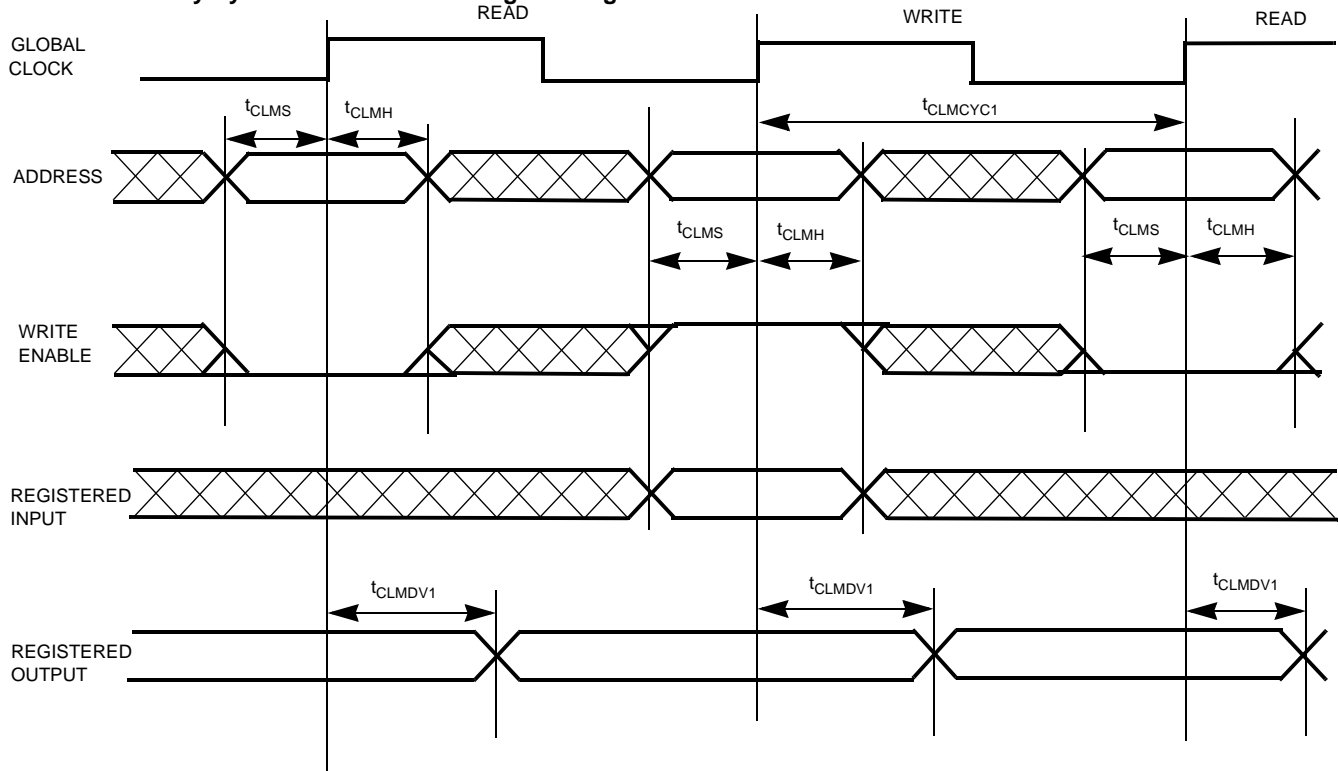 READ
WRITE
READ
GLOBAL
CLOCK
tCLMS
tCLMH
tCLMCYC1
ADDRESS
tCLMS
tCLMH
tCLMS
tCLMH
WRITE
ENABLE
REGISTERED
INPUT
tCLMDV1
tCLMDV1
tCLMDV1
REGISTERED
OUTPUT